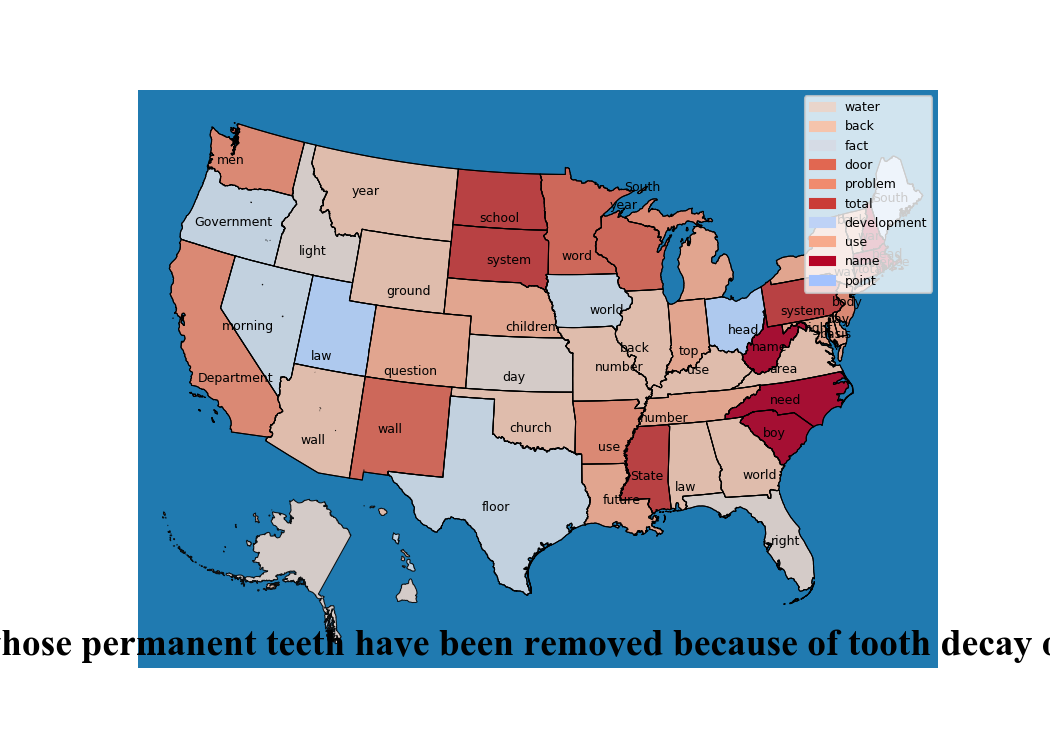 water
back
fact
door
problem
total
development
use
name
point
men
year
South
year
South
Government
school
light
system
word
ground
world
body
system
children
morning
head
right
basis
law
question
back
top
name
number
use
area
Department
day
need
wall
wall
church
number
boy
use
State
law
world
future
floor
right
whose permanent teeth have been removed because of tooth decay